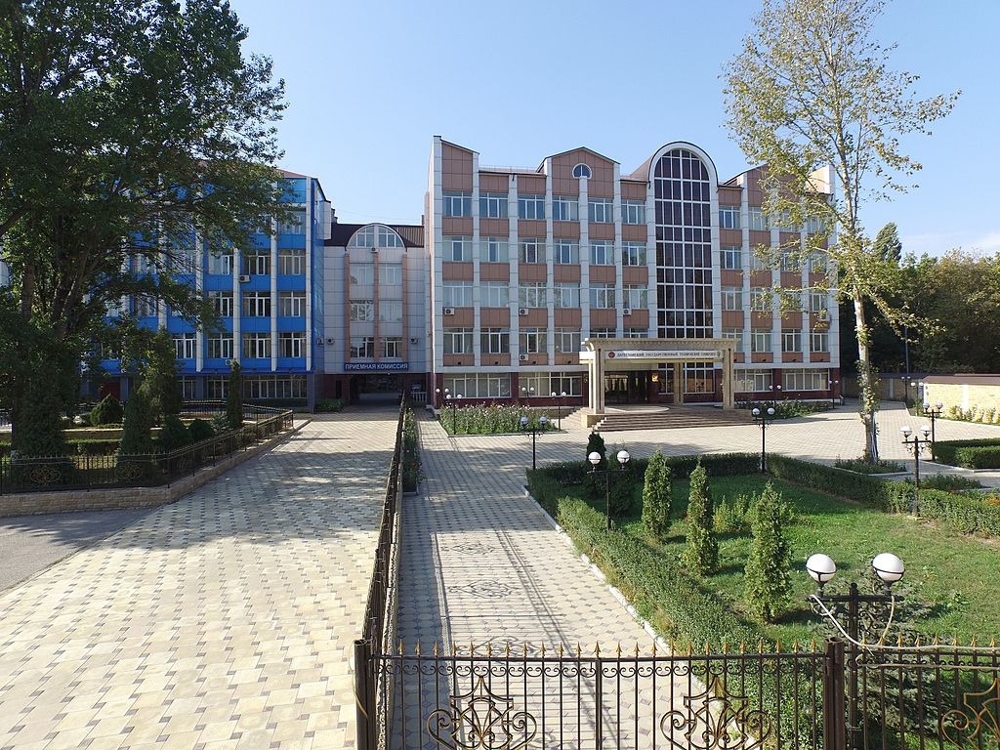 ПРИЕМНАЯ КОМИССИЯ
ДАГЕСТАНСКИЙ ГОСУДАРСТВЕННЫЙ ТЕХНИЧЕСКИЙ УНИВЕРСИТЕТ